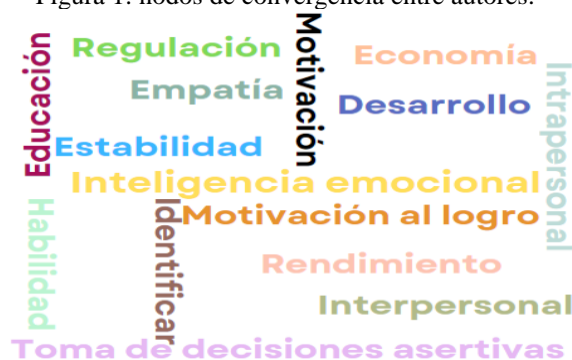 Figura 1. nodos de convergencia entre autores.
Regulación
Motivación
Economía
Educación
Empatía
Desarrollo
Intrapersonal
Estabilidad
Inteligencia emocional
Habilidad
Identificar
Motivación al logro
Rendimiento
Interpersonal
Toma de decisiones asertivas